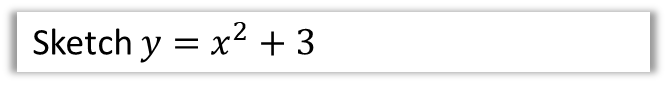 Sketch y = x² + 3